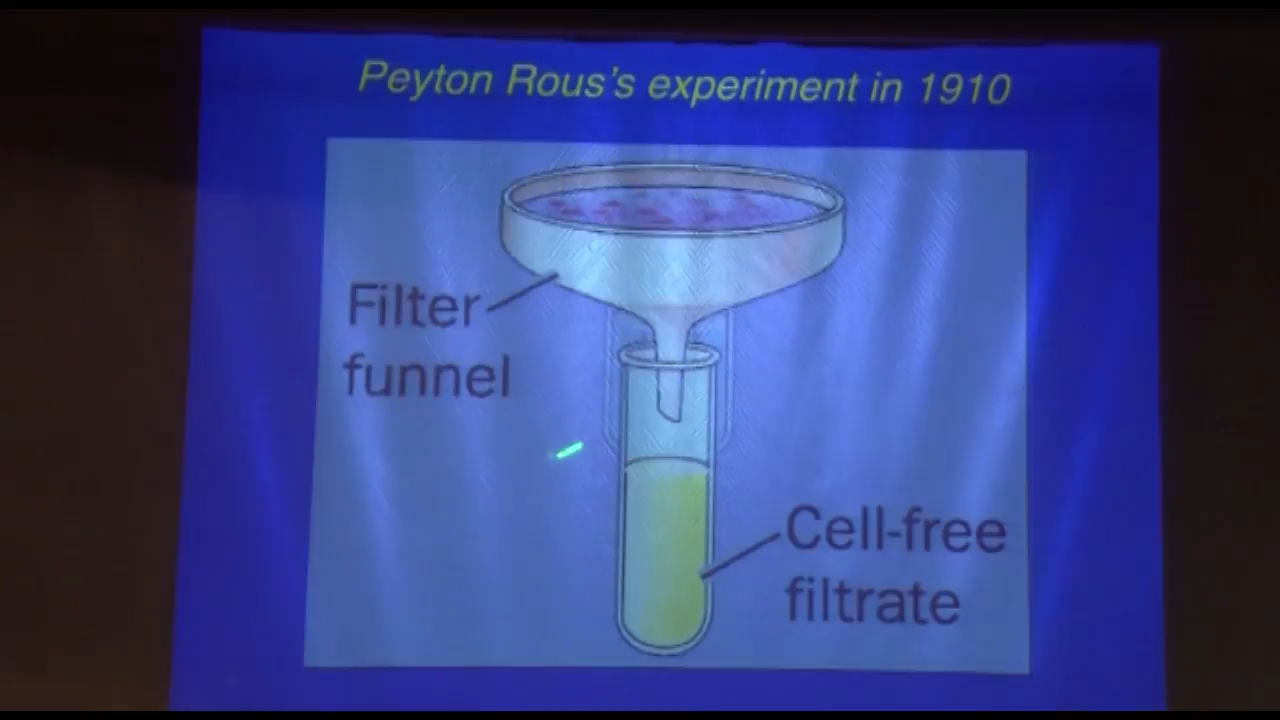 Peyton Rous's experiment in 1910
Filter
funnel
Cell-free
filtrate